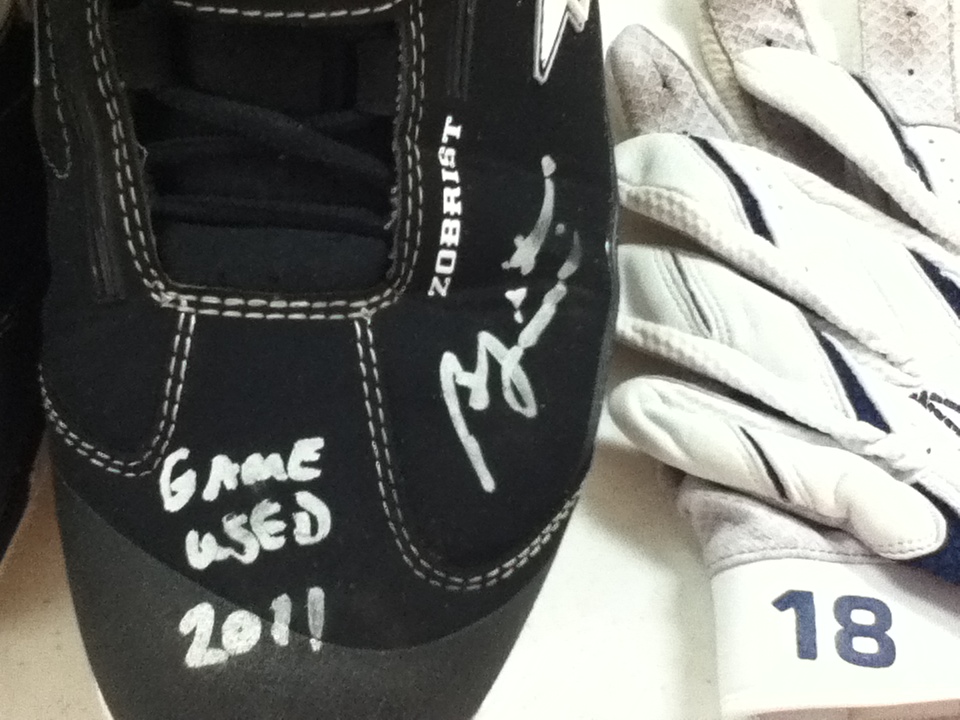 ZOBRIST
GAME
USED
2011
18